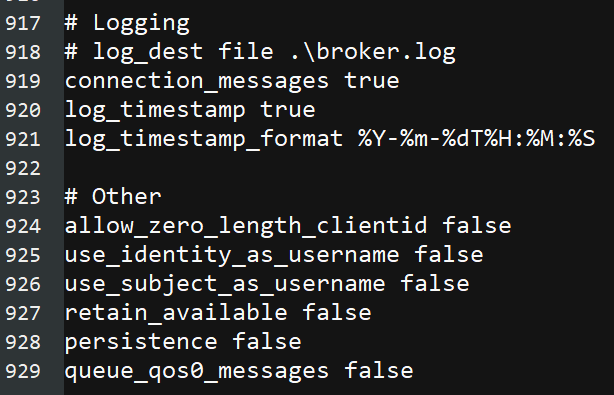 917 # Logging
918 # log_dest file .\broker.log
919 connection_messages true
920 log_timestamp true
921 log_timestamp_format %Y-%m-%dT%H:%M:%S
922
923 # Other
924 allow_zero_length_clientid false
925 use_identity_as_username false
926 use_subject_as_username false
927 retain_available false
928 persistence false
929 queue_qos0_messages false